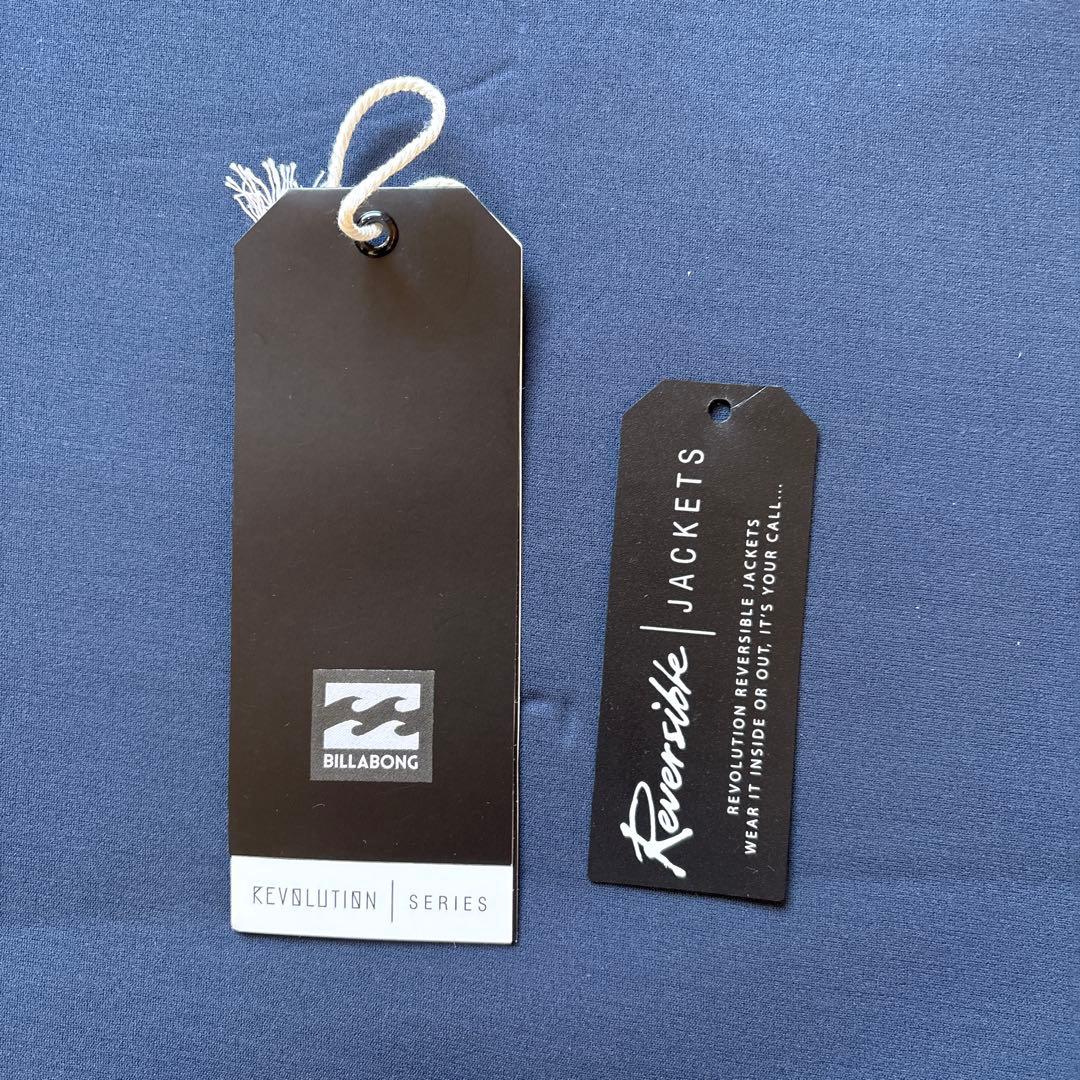 BILLABONG
REVOLUTION | SERIES
Reversible | JACKETS
REVOLUTION REVERSIBLE JACKETS
WEAR IT INSIDE OR OUT, IT'S YOUR CALL...